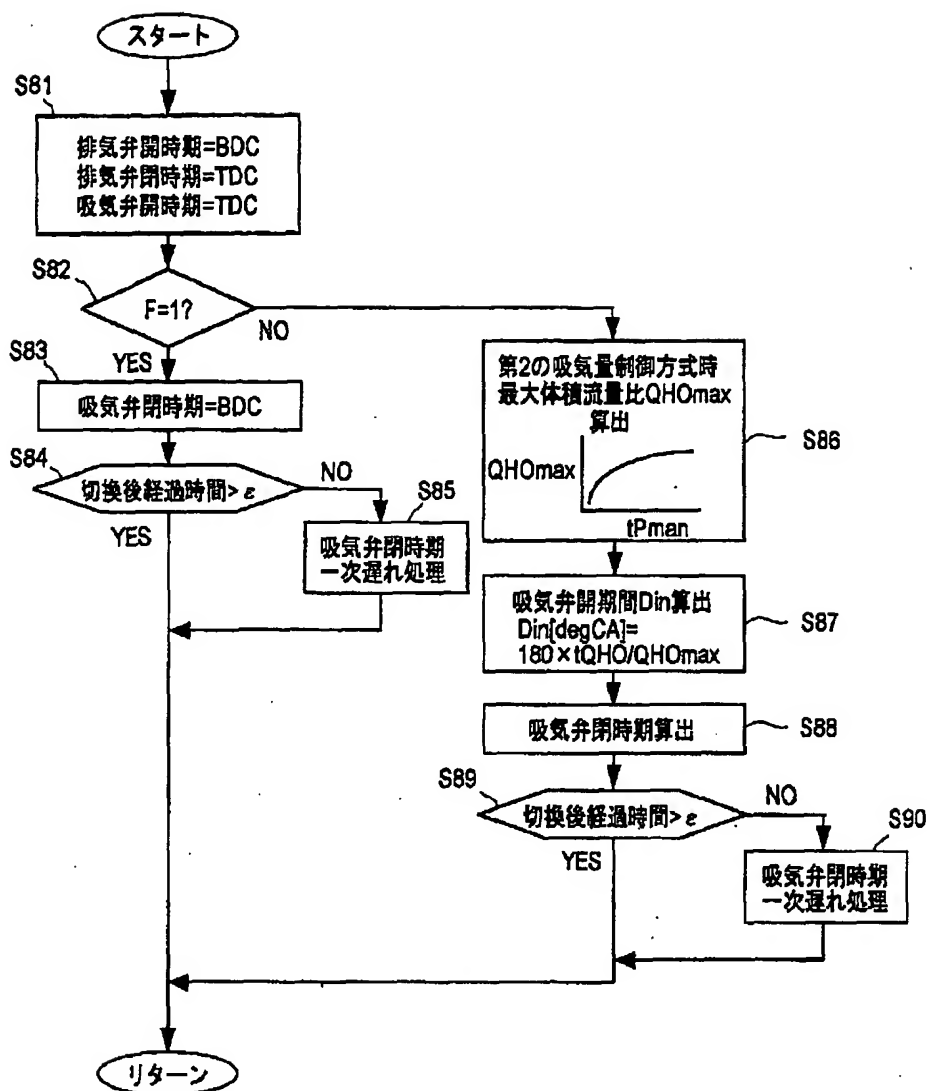 スタート
S81
排気弁開時期=BDC
排気弁閉時期=TDC
吸気弁開時期=TDC
S82
F=1?
NO
YES
S83
吸気弁閉時期=BDC
S84
切換後経過時間>ε
NO
YES
S85
吸気弁閉時期
一次遅れ処理
第2の吸気量制御方式時
最大体積流量比QHOmax
算出
QHOmax
tPman
S86
吸気弁開期間Din算出
Din[degCA]=
180×tQHO/QHOmax
S87
吸気弁閉時期算出
S88
S89
切換後経過時間>ε
NO
YES
S90
吸気弁閉時期
一次遅れ処理
リターン